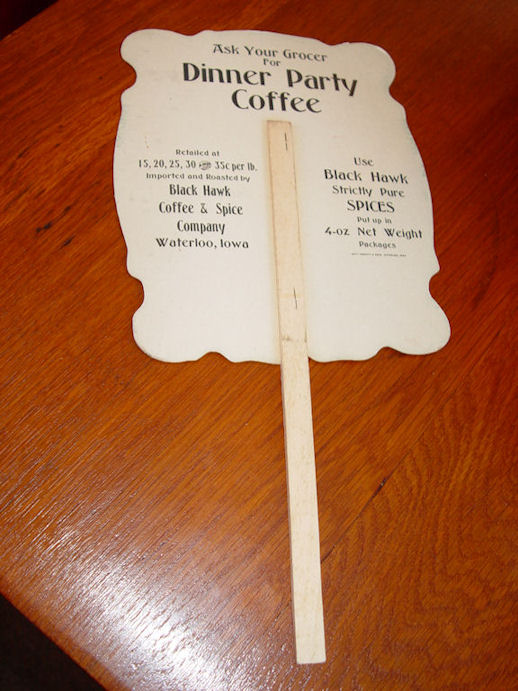 Ask Your Grocer
For
Dinner Party
Coffee
Retailed at
15, 20, 25, 30 and 35c per lb.
Imported and Roasted by
Black Hawk
Coffee & Spice
Company
Waterloo, Iowa
Use
Black Hawk
Strictly Pure
SPICES
Put up in
4-oz Net Weight
Packages